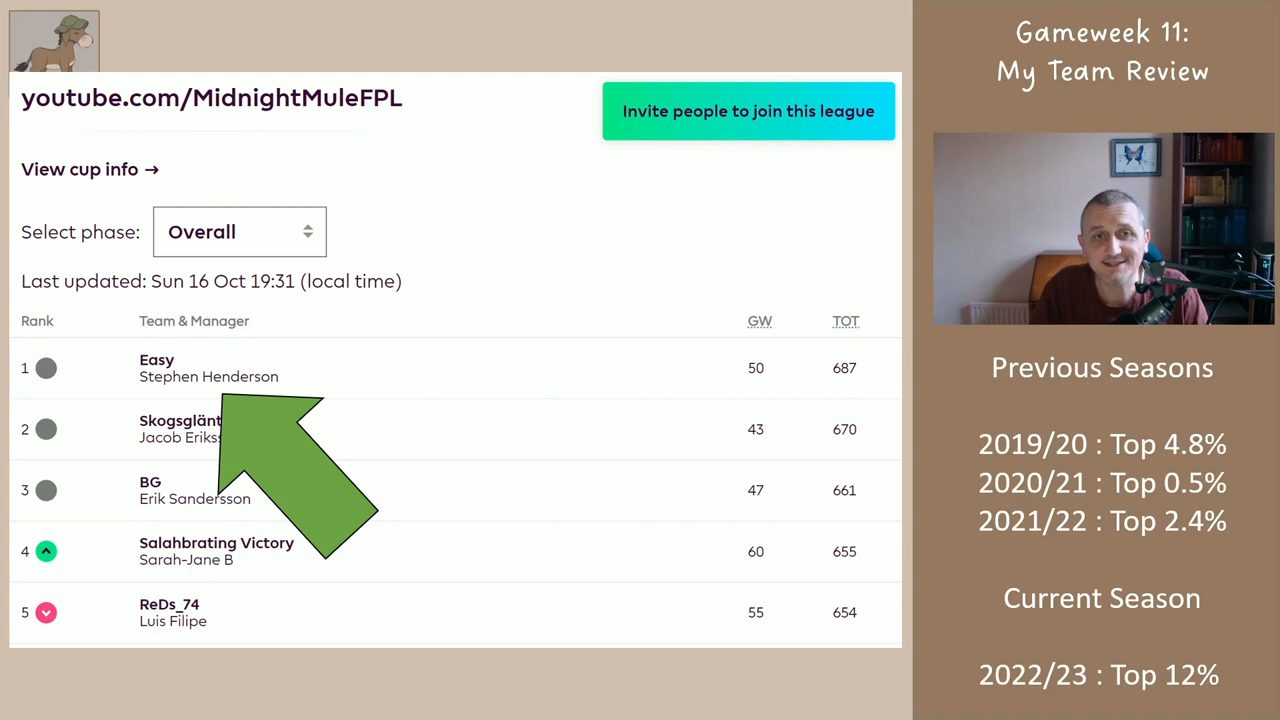 youtube.com/MidnightMuleFPL
Invite people to join this league
View cup info →
Select phase: Overall
Last updated: Sun 16 Oct 19:31 (local time)
Rank Team & Manager GW TOT
1 Easy 50 687
Stephen Henderson
2 43 670
Jacob
3 BG 47 661
Erik Sandersson
4 Salahbrating Victory 60 655
Sarah-Jane B
5 ReDs_74 55 654
Luis Filipe
Gameweek 11:
My Team Review
Previous Seasons
2019/20 : Top 4.8%
2020/21 : Top 0.5%
2021/22 : Top 2.4%
Current Season
2022/23 : Top 12%